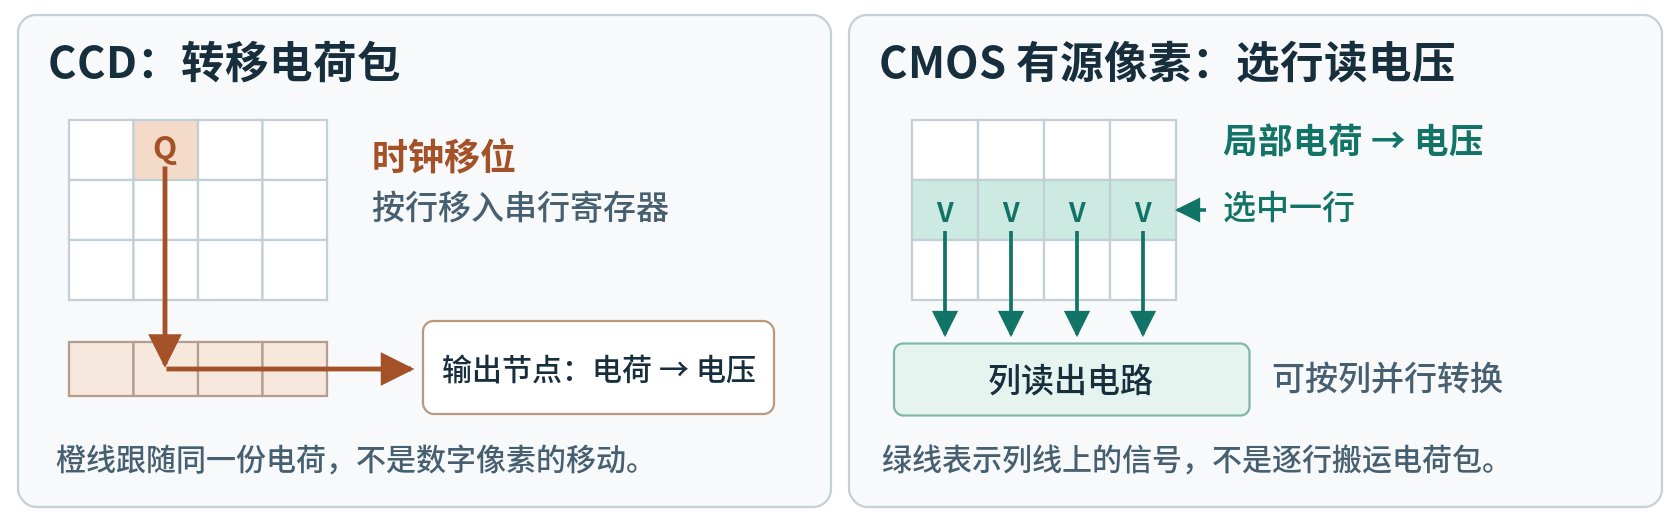 CCD：转移电荷包
Q
时钟移位
按行移入串行寄存器
输出节点：电荷 → 电压
橙线跟随同一份电荷，不是数字像素的移动。
CMOS 有源像素：选行读电压
局部电荷 → 电压
V V V V
选中一行
列读出电路
可按列并行转换
绿线表示列线上的信号，不是逐行搬运电荷包。